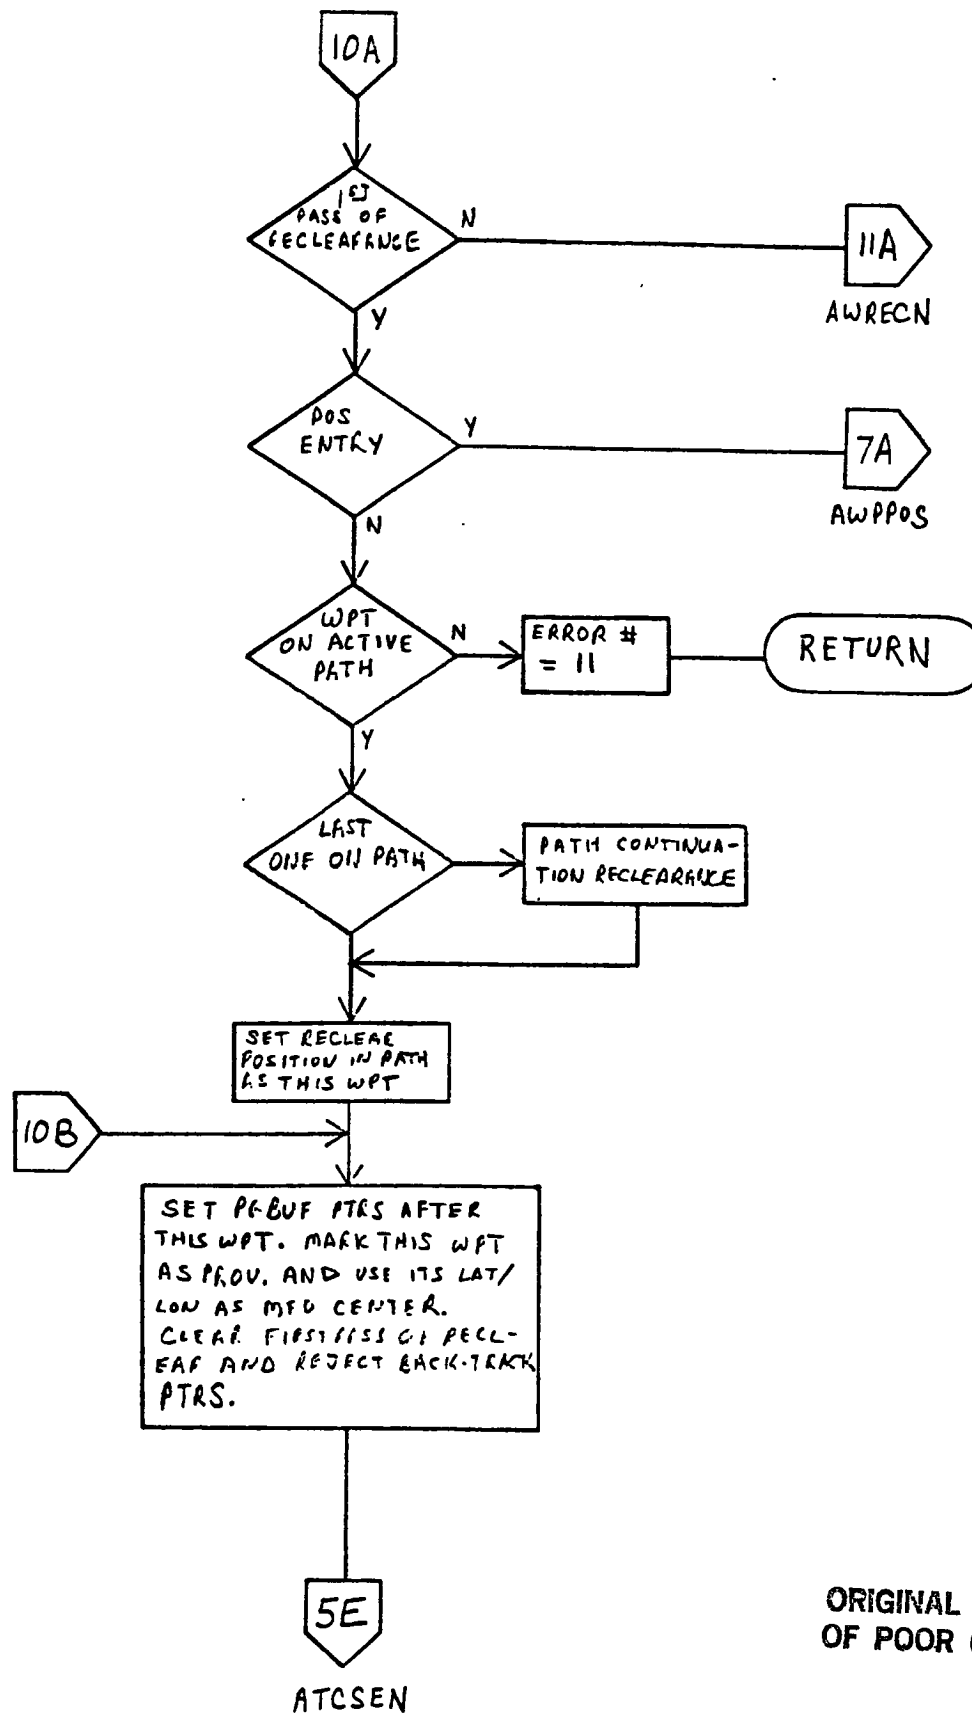 10A
1ST
PASS OF
RECLEARANCE
N
11A
AWRECN
Y
POS
ENTRY
Y
7A
AWPPOS
N
WPT
ON ACTIVE
PATH
N
ERROR #
= 11
RETURN
Y
LAST
ONE ON PATH
PATH CONTINUA-
TION RECLEARANCE
SET RECLEAR
POSITION IN PATH
AS THIS WPT
10B
SET PGBUF PTRS AFTER
THIS WPT. MARK THIS WPT
AS PROV. AND USE ITS LAT/
LON AS MFD CENTER.
CLEAR FIRST PASS OF RECL-
EAR AND REJECT BACK-TRACK
PTRS.
5E
ATCSEN
ORIGINAL
OF POOR